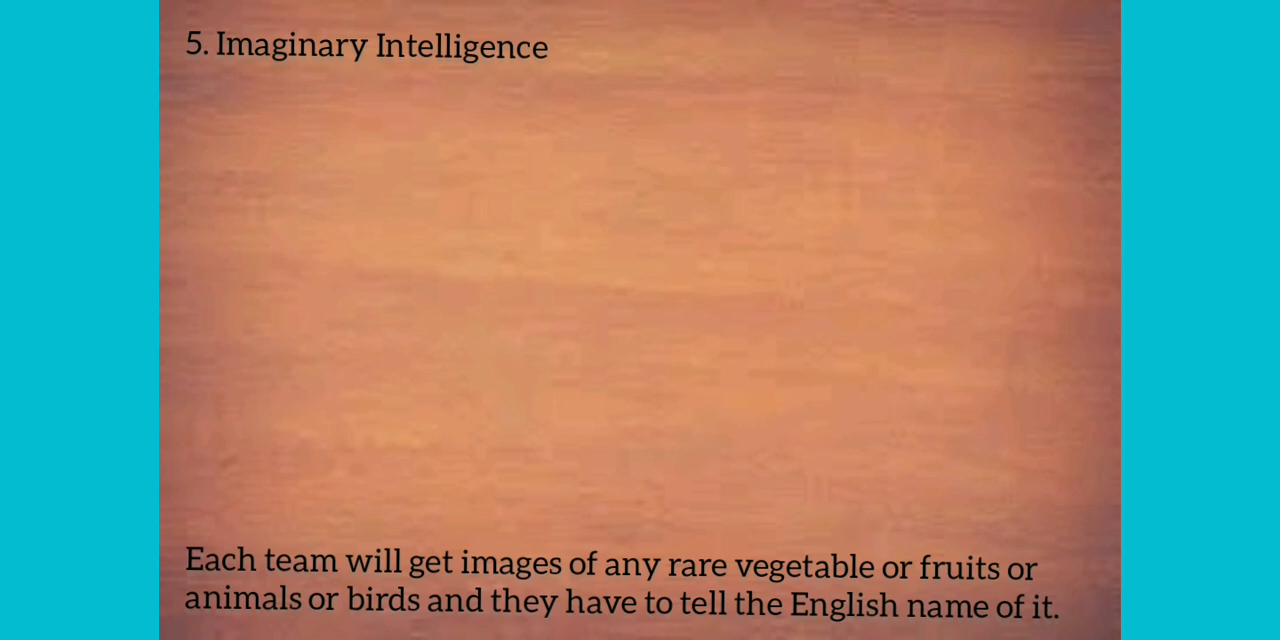 5. Imaginary Intelligence
Each team will get images of any rare vegetable or fruits or
animals or birds and they have to tell the English name of it.